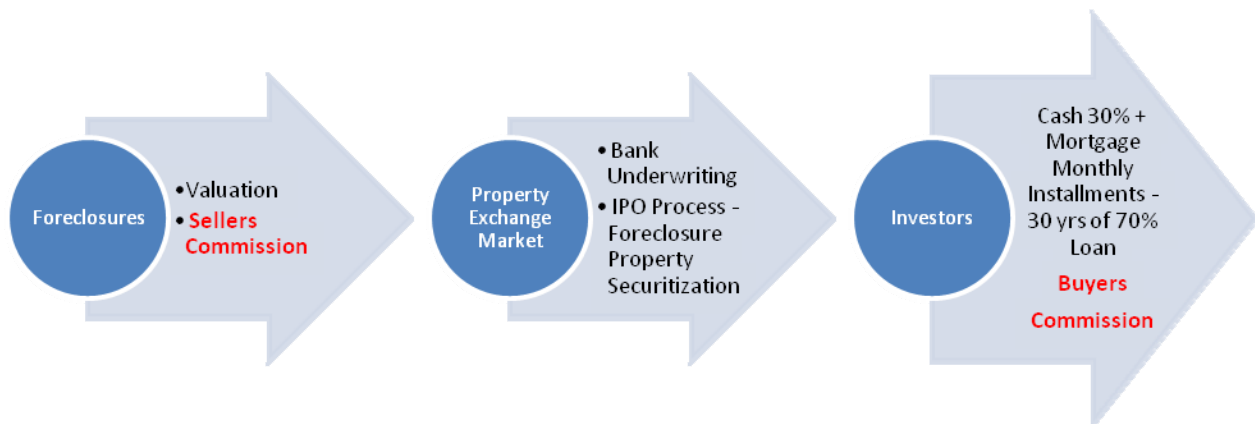 Foreclosures
•Valuation
• Sellers
Commission
Property
Exchange
Market
• Bank
Underwriting
• IPO Process -
Foreclosure
Property
Securitization
Investors
Cash 30% +
Mortgage
Monthly
Installments -
30 yrs of 70%
Loan
Buyers
Commission